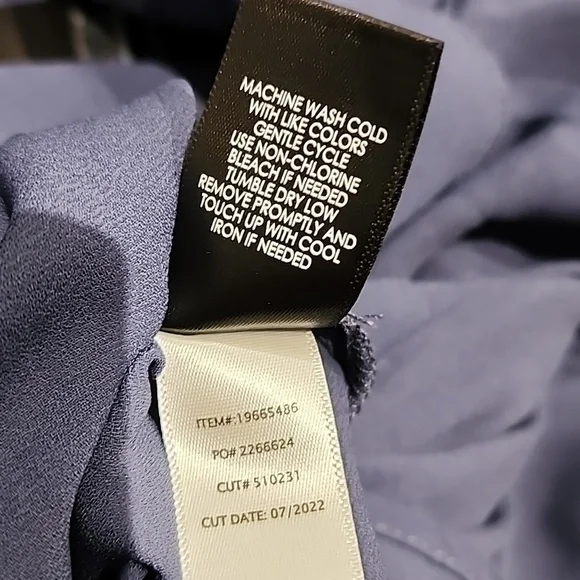 MACHINE WASH COLD
WITH LIKE COLORS
GENTLE CYCLE
USE NON-CHLORINE
BLEACH IF NEEDED
TUMBLE DRY LOW
REMOVE PROMPTLY AND
TOUCH UP WITH COOL
IRON IF NEEDED
ITEM#:19665486
PO# 2266624
CUT# 510231
CUT DATE: 07/2022